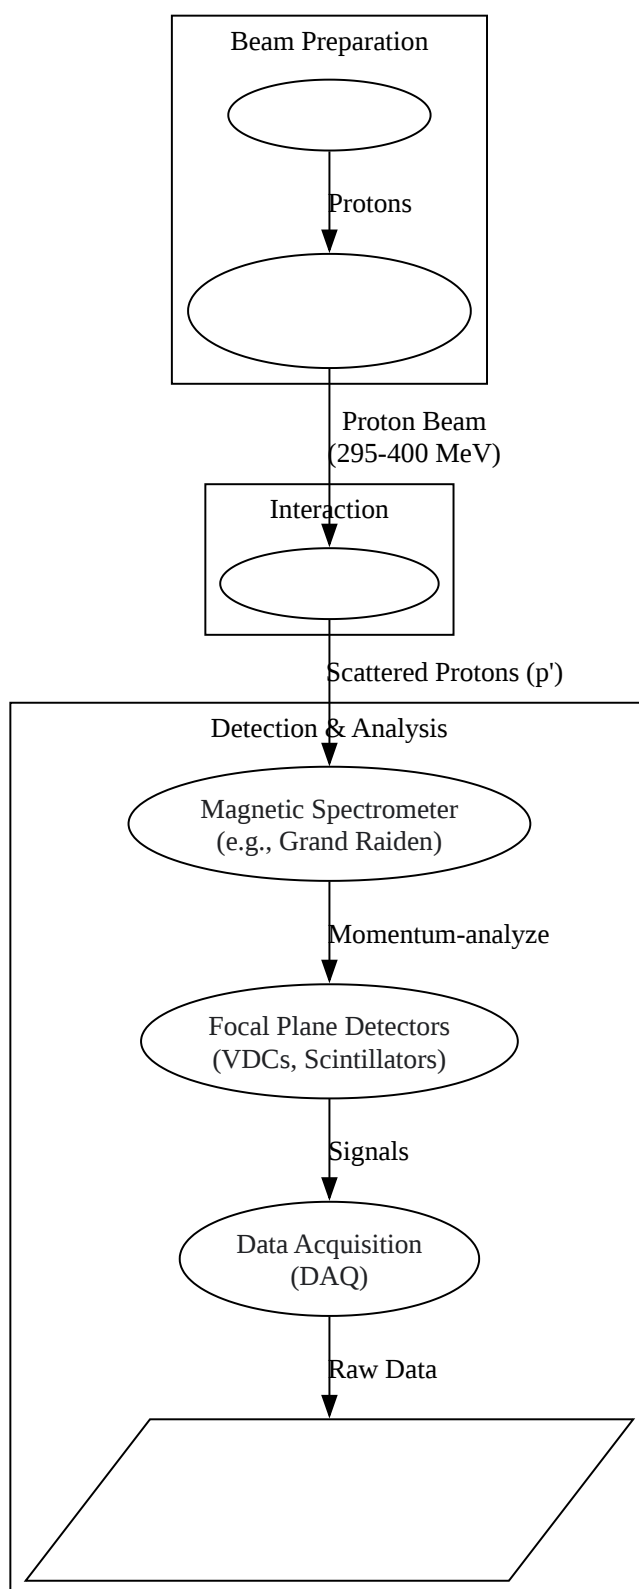 Beam Preparation
Protons
Proton Beam
(295-400 MeV)
Interaction
Scattered Protons (p')
Detection & Analysis
Magnetic Spectrometer
(e.g., Grand Raiden)
Momentum-analyze
Focal Plane Detectors
(VDCs, Scintillators)
Signals
Data Acquisition
(DAQ)
Raw Data